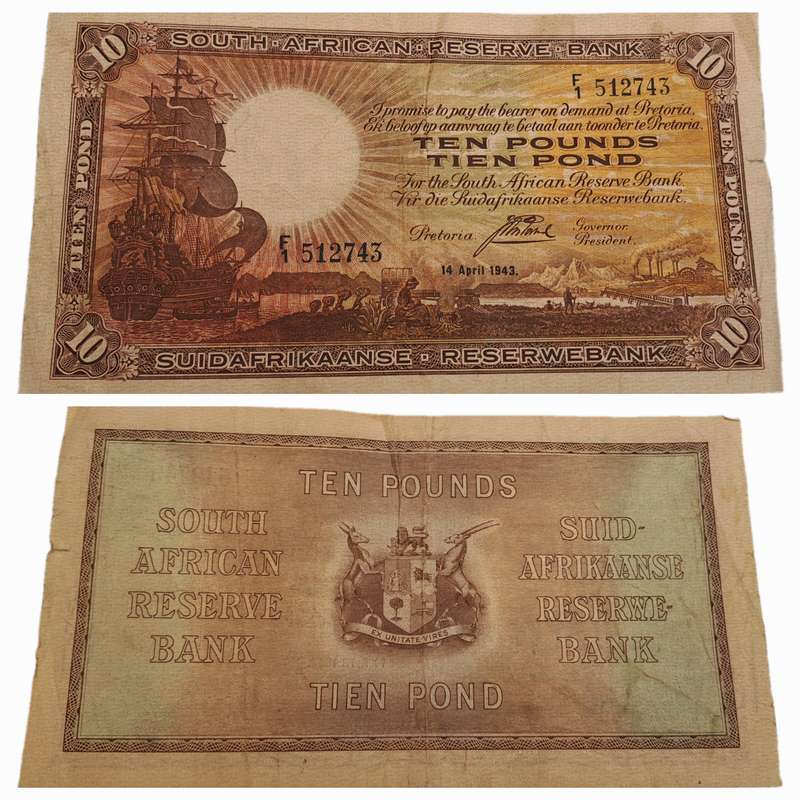 10
SOUTH·AFRICAN·RESERVE·BANK
10
F/1 512743
I promise to pay the bearer on demand at Pretoria.
Ek beloof op aanvraag te betaal aan toonder te Pretoria.
TEN POUNDS
TIEN POND
For the South African Reserve Bank.
Vir die Suidafrikaanse Reserwebank.
Pretoria
Governor.
President.
14 April 1943.
F/1 512743
TIEN POND
TEN POUNDS
10
SUIDAFRIKAANSE·RESERWEBANK
10
TEN POUNDS
SOUTH
AFRICAN
RESERVE
BANK
SUID-
AFRIKAANSE
RESERWE-
BANK
EX UNITATE VIRES
TIEN POND